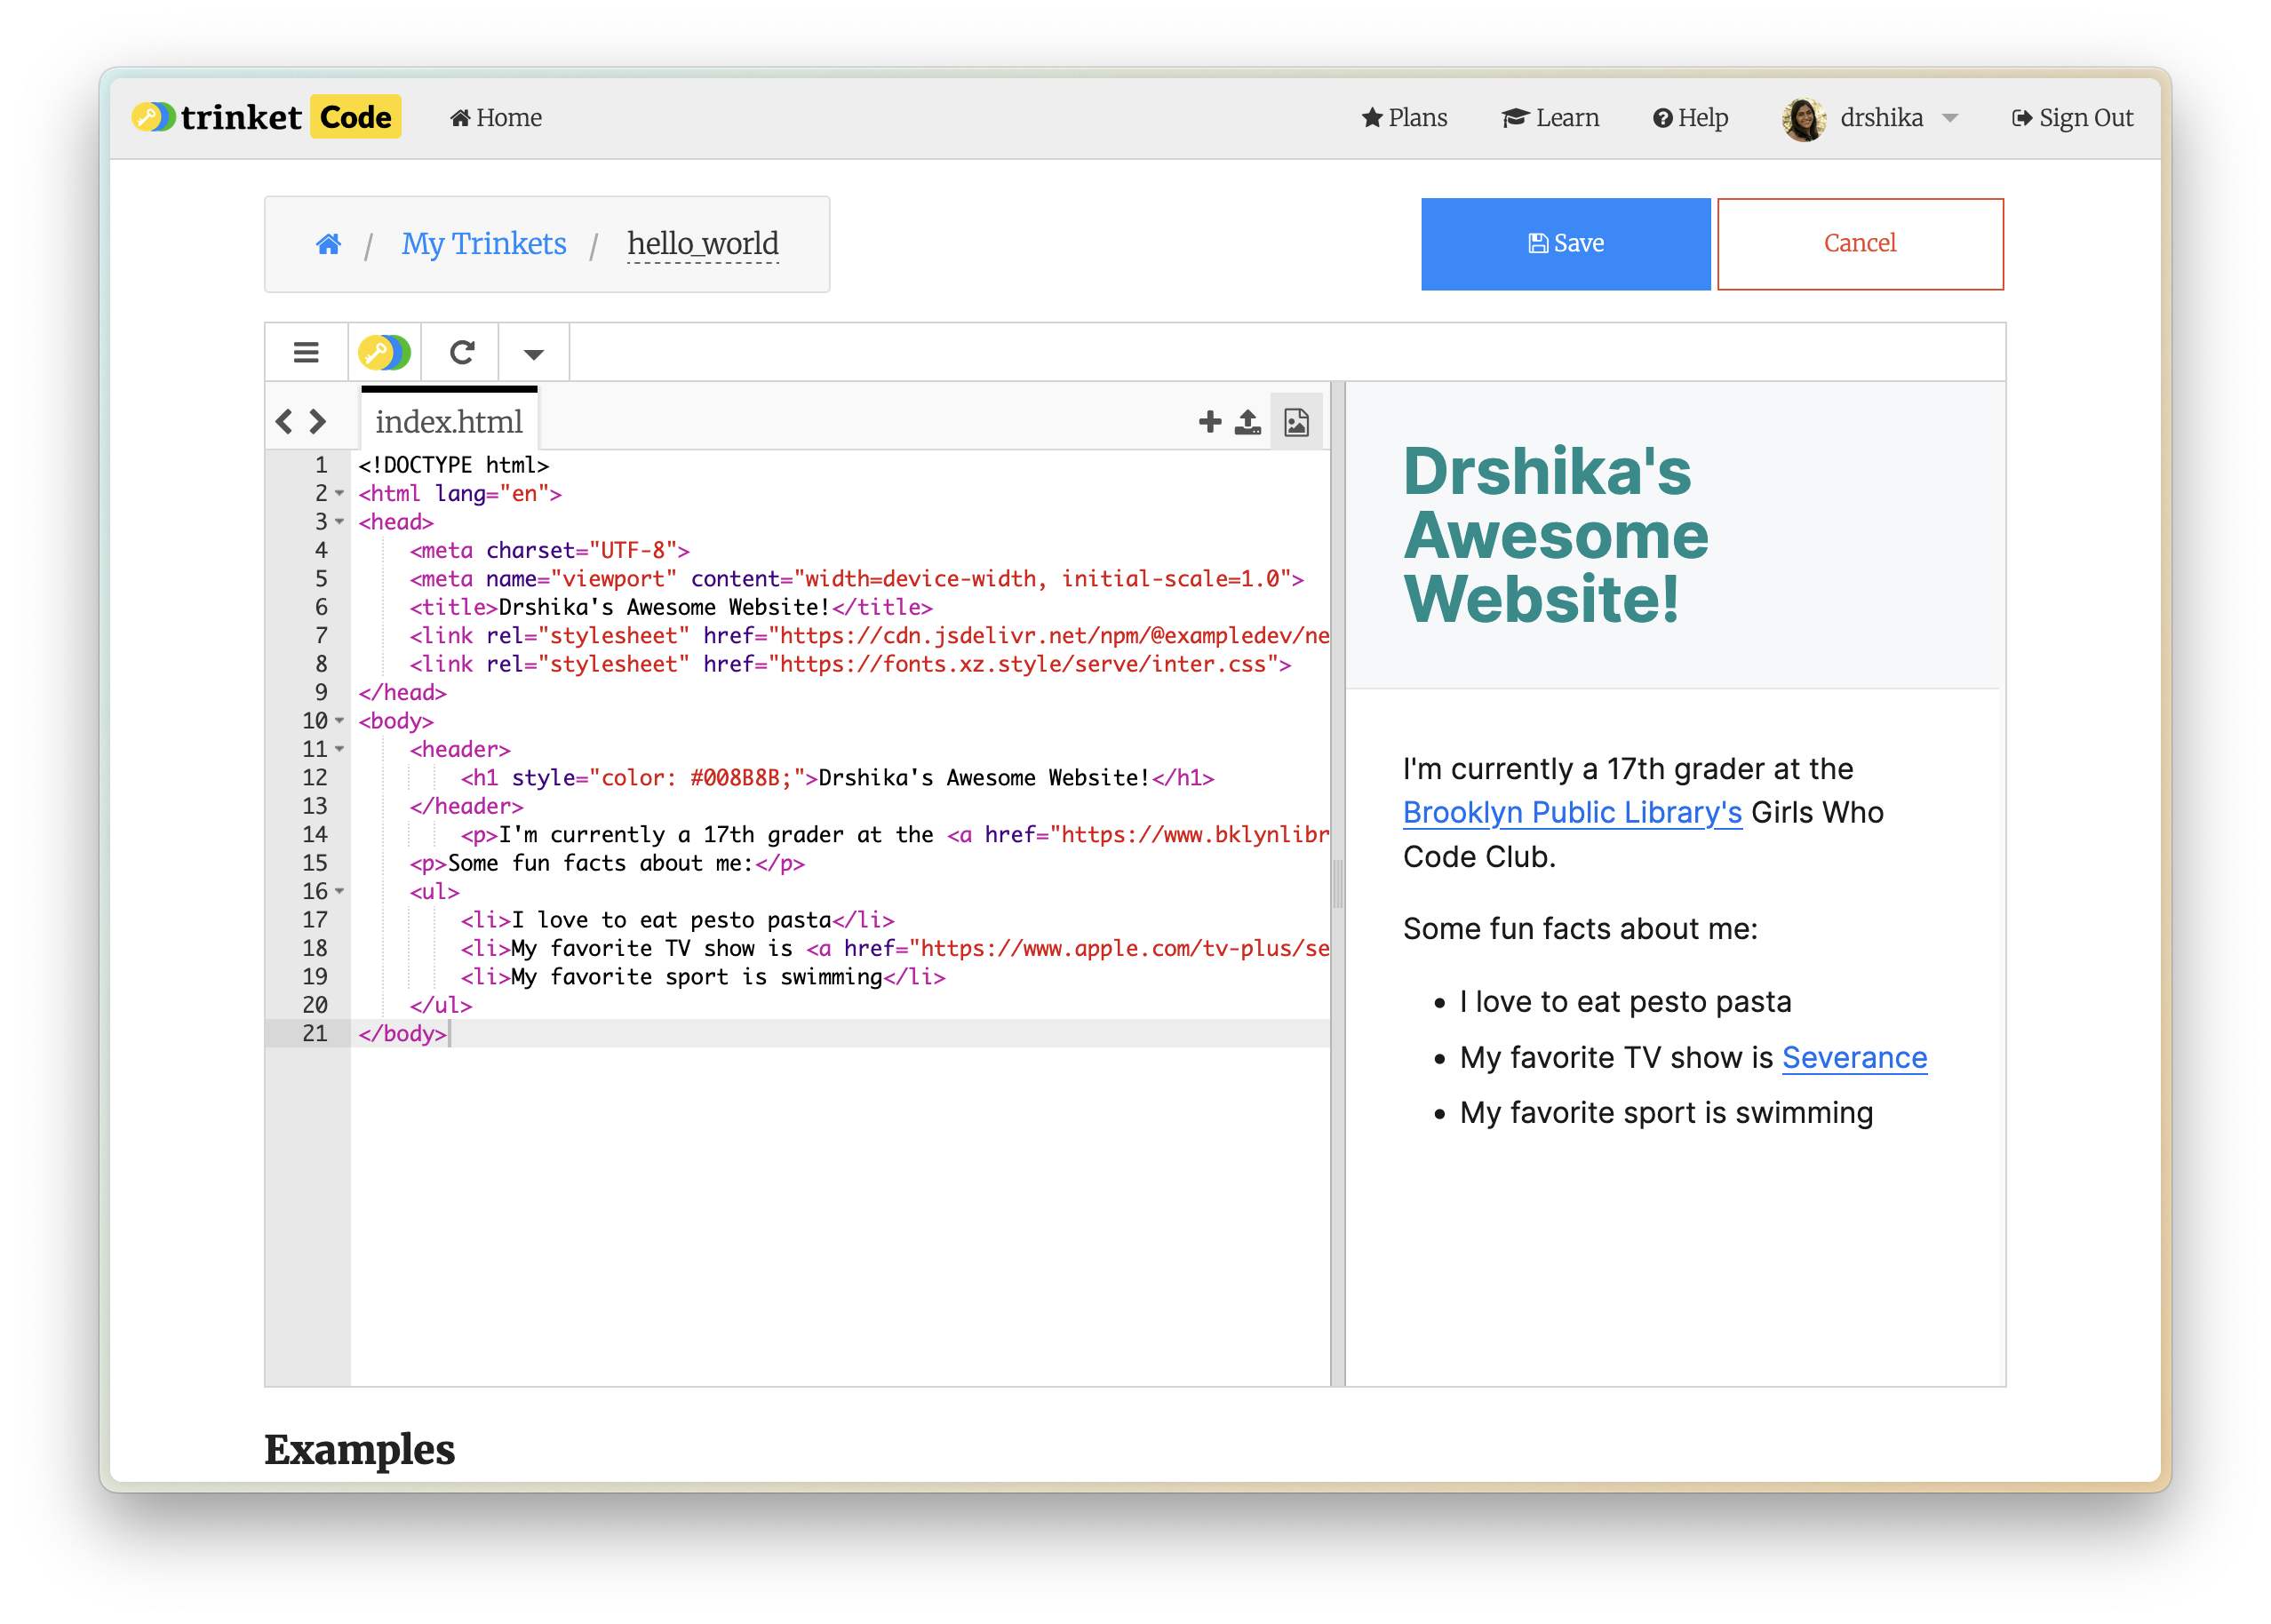 trinket Code Home Plans Learn Help drshika Sign Out
/ My Trinkets / hello_world Save Cancel
index.html
1 <!DOCTYPE html>
2 <html lang="en">
3 <head>
4 <meta charset="UTF-8">
5 <meta name="viewport" content="width=device-width, initial-scale=1.0">
6 <title>Drshika's Awesome Website!</title>
7 <link rel="stylesheet" href="https://cdn.jsdelivr.net/npm/@exampledev/ne
8 <link rel="stylesheet" href="https://fonts.xz.style/serve/inter.css">
9 </head>
10 <body>
11 <header>
12 <h1 style="color: #008B8B;">Drshika's Awesome Website!</h1>
13 </header>
14 <p>I'm currently a 17th grader at the <a href="https://www.bklynlibr
15 <p>Some fun facts about me:</p>
16 <ul>
17 <li>I love to eat pesto pasta</li>
18 <li>My favorite TV show is <a href="https://www.apple.com/tv-plus/se
19 <li>My favorite sport is swimming</li>
20 </ul>
21 </body>
Drshika's
Awesome
Website!
I'm currently a 17th grader at the
Brooklyn Public Library's Girls Who
Code Club.
Some fun facts about me:
• I love to eat pesto pasta
• My favorite TV show is Severance
• My favorite sport is swimming
Examples